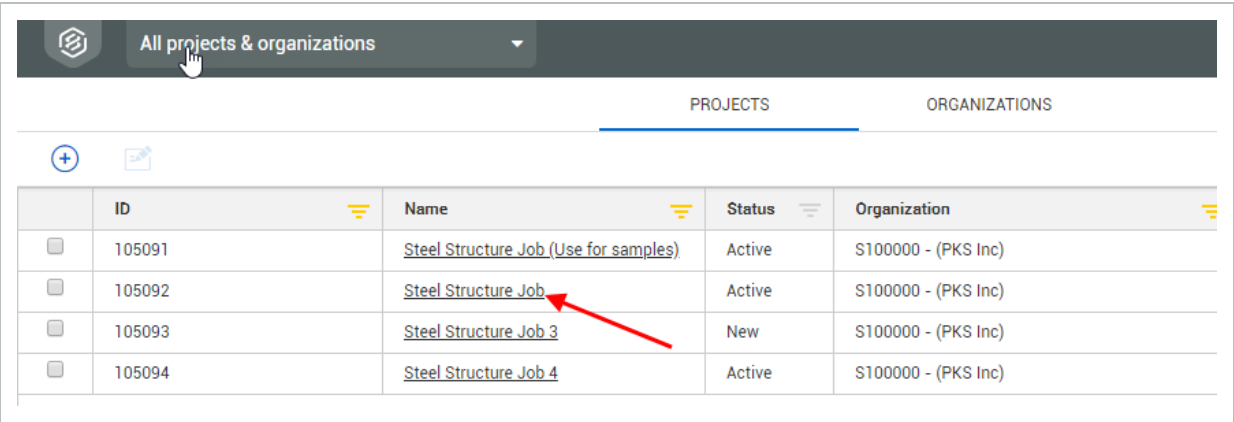 All projects & organizations
PROJECTS ORGANIZATIONS
ID Name Status Organization
105091 Steel Structure Job (Use for samples) Active S100000 - (PKS Inc)
105092 Steel Structure Job Active S100000 - (PKS Inc)
105093 Steel Structure Job 3 New S100000 - (PKS Inc)
105094 Steel Structure Job 4 Active S100000 - (PKS Inc)